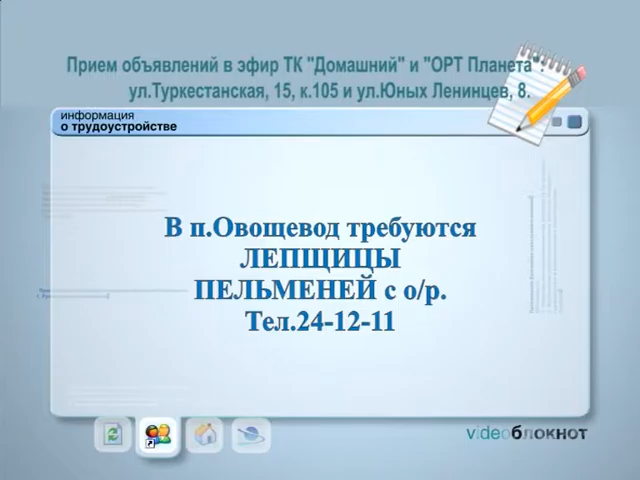 Прием объявлений в эфир ТК "Домашний" и "ОРТ Планета":
ул.Туркестанская, 15, к.105 и ул.Юных Ленинцев, 8.
информация
о трудоустройстве
В п.Овощевод требуются
ЛЕПЩИЦЫ
ПЕЛЬМЕНЕЙ с о/р.
Тел.24-12-11
videoблокнот